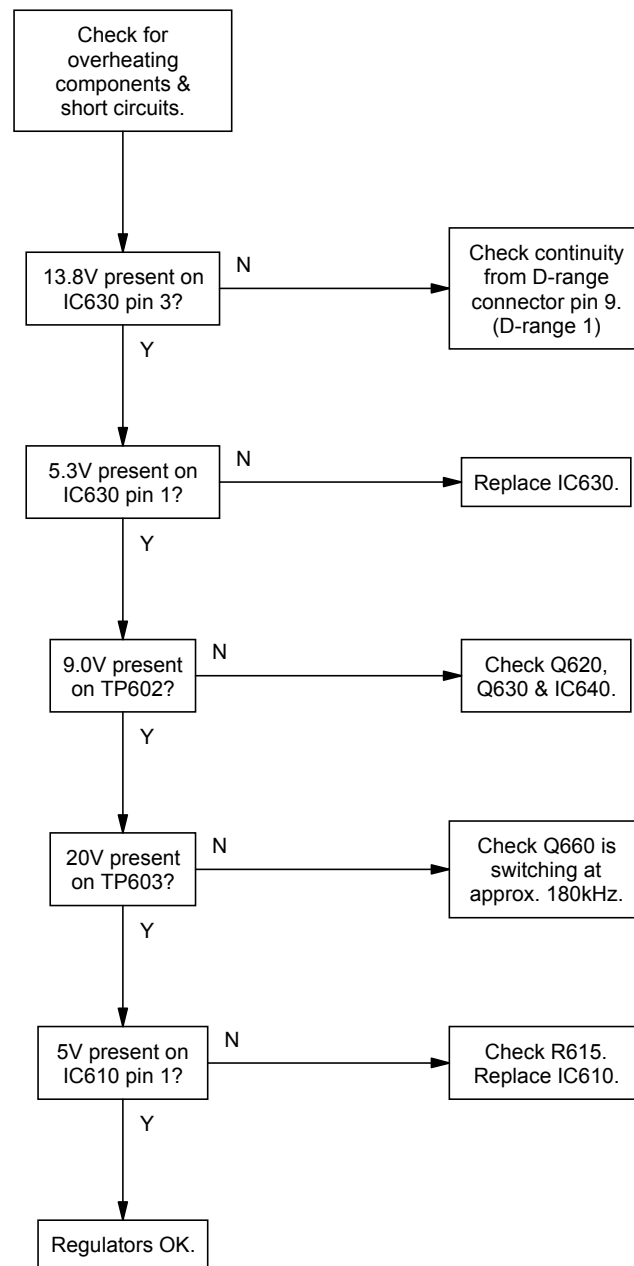 Check for
overheating
components &
short circuits.
13.8V present on
IC630 pin 3?
N
Check continuity
from D-range
connector pin 9.
(D-range 1)
Y
5.3V present on
IC630 pin 1?
N
Replace IC630.
Y
9.0V present
on TP602?
N
Check Q620,
Q630 & IC640.
Y
20V present
on TP603?
N
Check Q660 is
switching at
approx. 180kHz.
Y
5V present on
IC610 pin 1?
N
Check R615.
Replace IC610.
Y
Regulators OK.